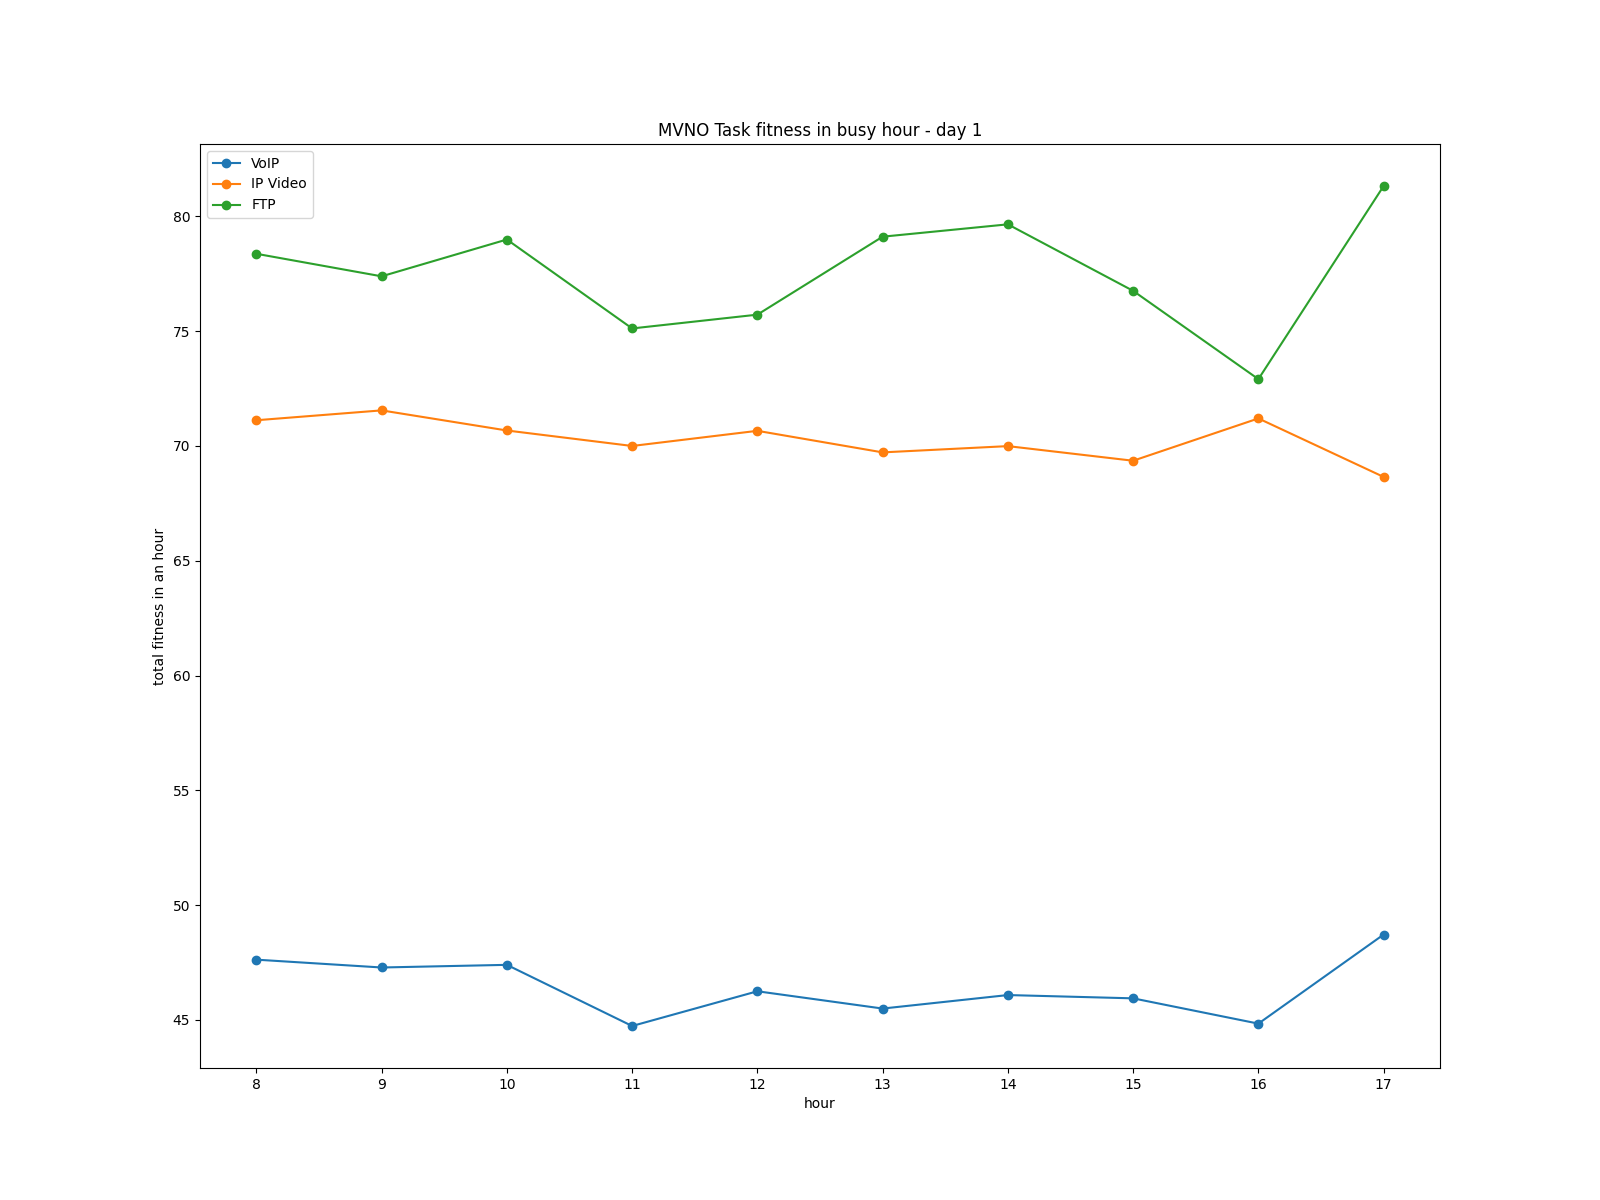 MVNO Task fitness in busy hour - day 1
VoIP
IP Video
FTP
80
75
70
65
60
55
50
45
total fitness in an hour
8 9 10 11 12 13 14 15 16 17
hour